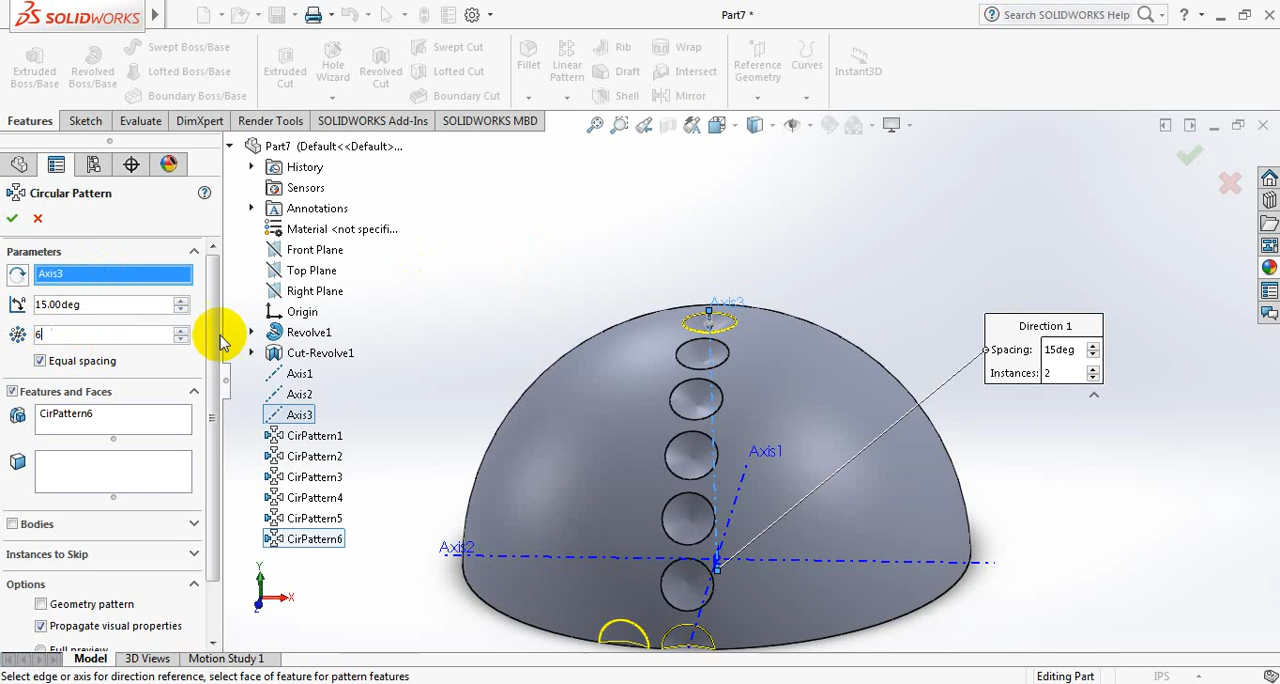 SOLIDWORKS
Part7 *
Search SOLIDWORKS Help
?
Extruded Boss/Base
Revolved Boss/Base
Swept Boss/Base
Lofted Boss/Base
Boundary Boss/Base
Extruded Cut
Hole Wizard
Revolved Cut
Swept Cut
Lofted Cut
Boundary Cut
Fillet
Linear Pattern
Rib
Draft
Shell
Wrap
Intersect
Mirror
Reference Geometry
Curves
Instant3D
Features
Sketch
Evaluate
DimXpert
Render Tools
SOLIDWORKS Add-Ins
SOLIDWORKS MBD
Circular Pattern
?
Parameters
Axis3
15.00deg
6
Equal spacing
Features and Faces
CirPattern6
Bodies
Instances to Skip
Options
Geometry pattern
Propagate visual properties
Full preview
Part7 (Default<<Default>...
History
Sensors
Annotations
Material <not specifi...
Front Plane
Top Plane
Right Plane
Origin
Revolve1
Cut-Revolve1
Axis1
Axis2
Axis3
CirPattern1
CirPattern2
CirPattern3
CirPattern4
CirPattern5
CirPattern6
Axis3
Axis1
Axis2
Direction 1
Spacing: 15deg
Instances: 2
Y
X
Z
Model
3D Views
Motion Study 1
Select edge or axis for direction reference, select face of feature for pattern features
Editing Part
IPS